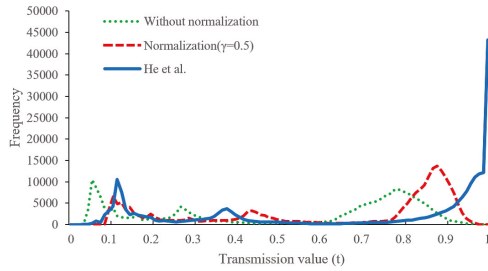 50000
45000
40000
35000
30000
25000
20000
15000
10000
5000
0
Frequency
Without normalization
Normalization(γ=0.5)
He et al.
0 0.1 0.2 0.3 0.4 0.5 0.6 0.7 0.8 0.9 1
Transmission value (t)